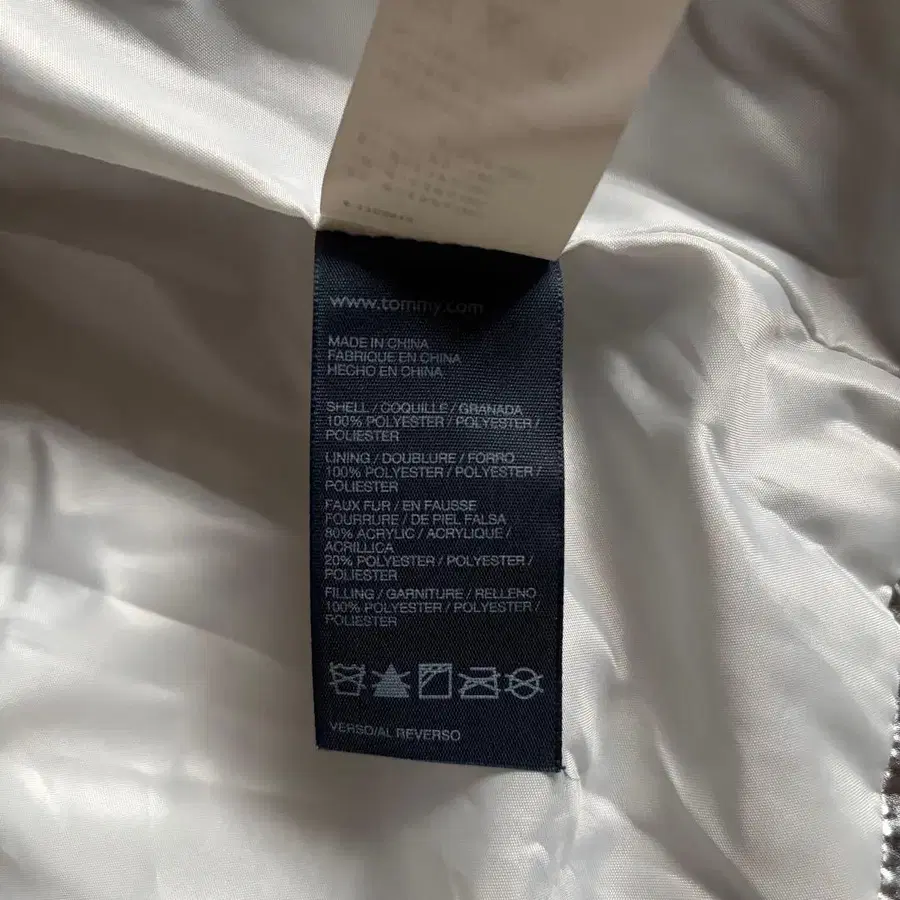 www.tommy.com
MADE IN CHINA
FABRIQUE EN CHINA
HECHO EN CHINA
SHELL / COQUILLE / GRANADA
100% POLYESTER / POLYESTER /
POLIESTER
LINING / DOUBLURE / FORRO
100% POLYESTER / POLYESTER /
POLIESTER
FAUX FUR / EN FAUSSE
FOURRURE / DE PIEL FALSA
80% ACRYLIC / ACRYLIQUE /
ACRILLICA
20% POLYESTER / POLYESTER /
POLIESTER
FILLING / GARNITURE / RELLENO
100% POLYESTER / POLYESTER /
POLIESTER
VERSO/AL REVERSO